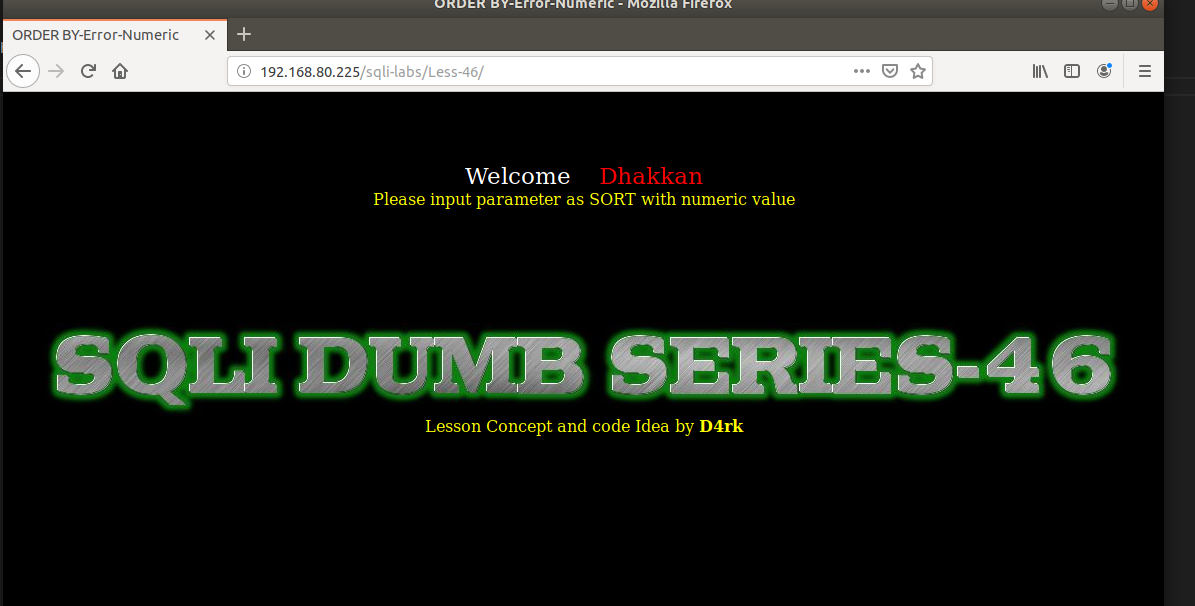 ORDER BY-Error-Numeric - Mozilla Firefox
ORDER BY-Error-Numeric
192.168.80.225/sqli-labs/Less-46/
Welcome Dhakkan
Please input parameter as SORT with numeric value
SQLI DUMB SERIES-46
Lesson Concept and code Idea by D4rk